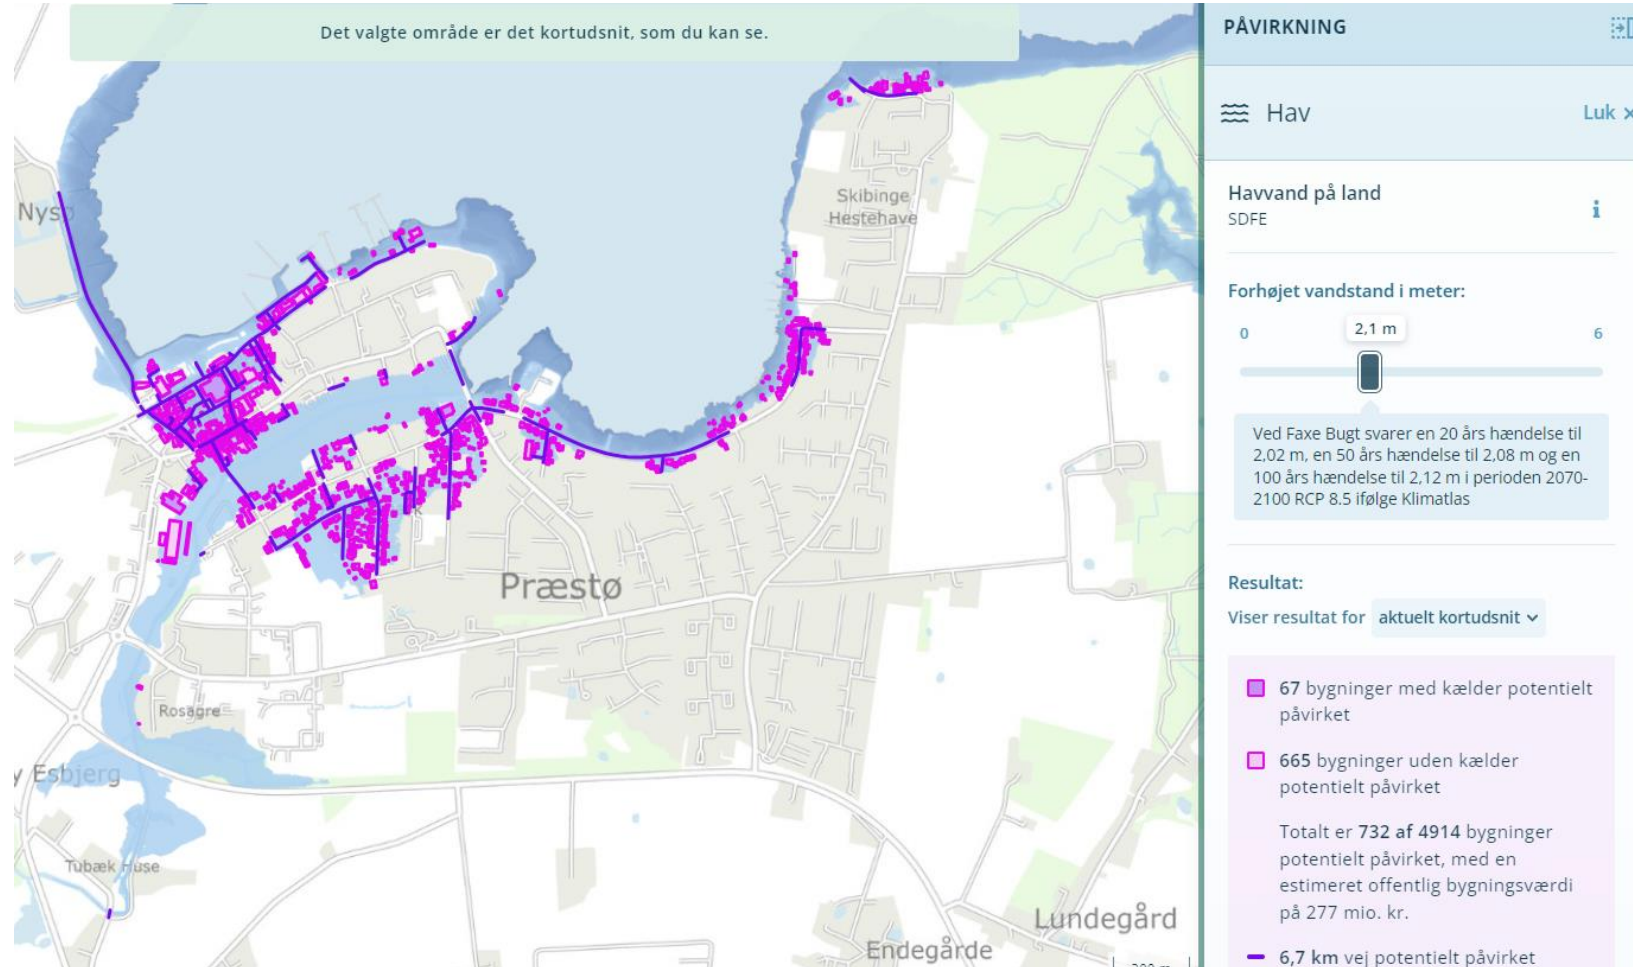 Det valgte område er det kortudsnit, som du kan se.
Nysø
Skibinge
Hestehave
Præstø
Rosagre
Esbjerg
Tubæk Huse
Lundegård
Endegårde
PÅVIRKNING
Hav
Luk ×
Havvand på land
SDFE
i
Forhøjet vandstand i meter:
0
2,1 m
6
Ved Faxe Bugt svarer en 20 års hændelse til
2,02 m, en 50 års hændelse til 2,08 m og en
100 års hændelse til 2,12 m i perioden 2070-
2100 RCP 8.5 ifølge Klimatlas
Resultat:
Viser resultat for aktuelt kortudsnit
67 bygninger med kælder potentielt
påvirket
665 bygninger uden kælder
potentielt påvirket
Totalt er 732 af 4914 bygninger
potentielt påvirket, med en
estimeret offentlig bygningsværdi
på 277 mio. kr.
6,7 km vej potentielt påvirket